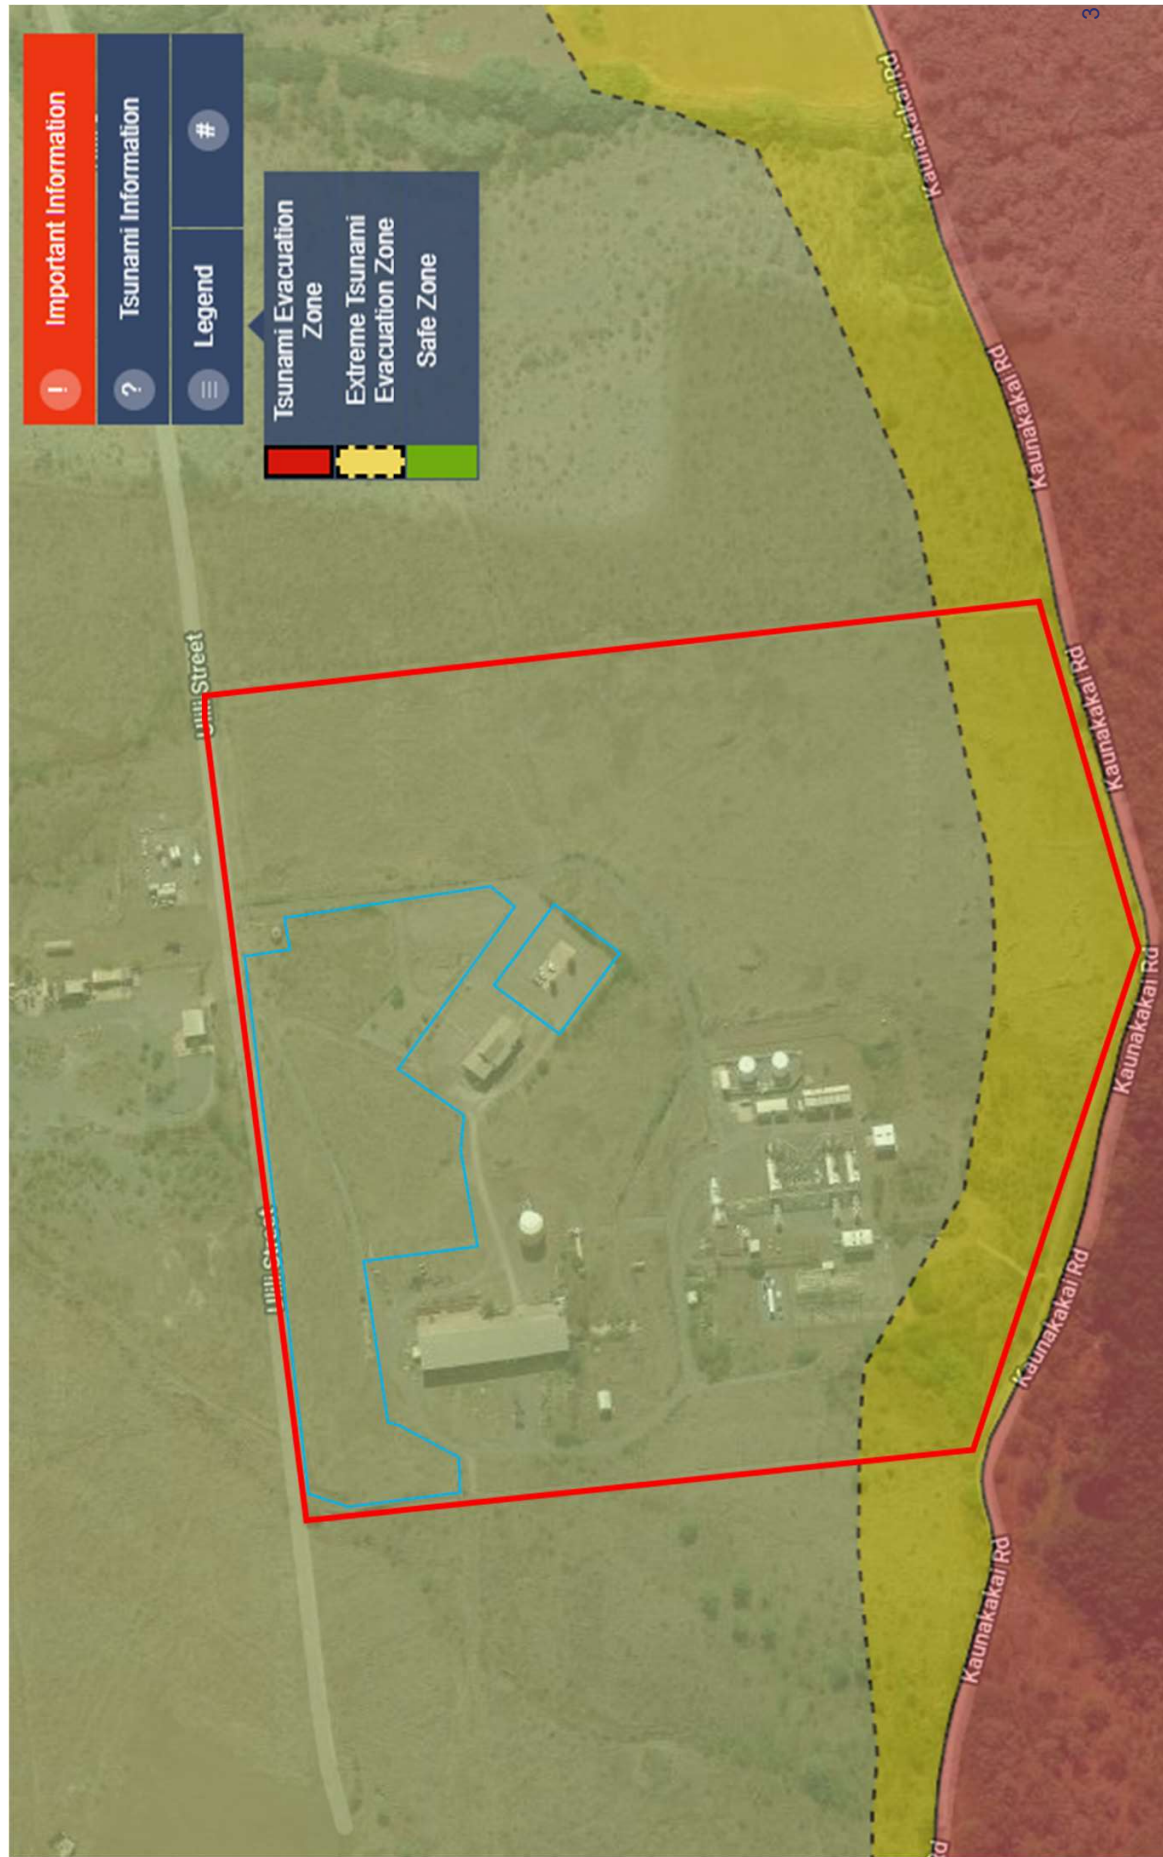 3
! Important Information
? Tsunami Information
Legend
#
Tsunami Evacuation
Zone
Extreme Tsunami
Evacuation Zone
Safe Zone
Street
Kaunakakai Rd
Kaunakakai Rd
Kaunakakai Rd
Kaunakakai Rd
Kaunakakai Rd
Kaunakakai Rd
Rd